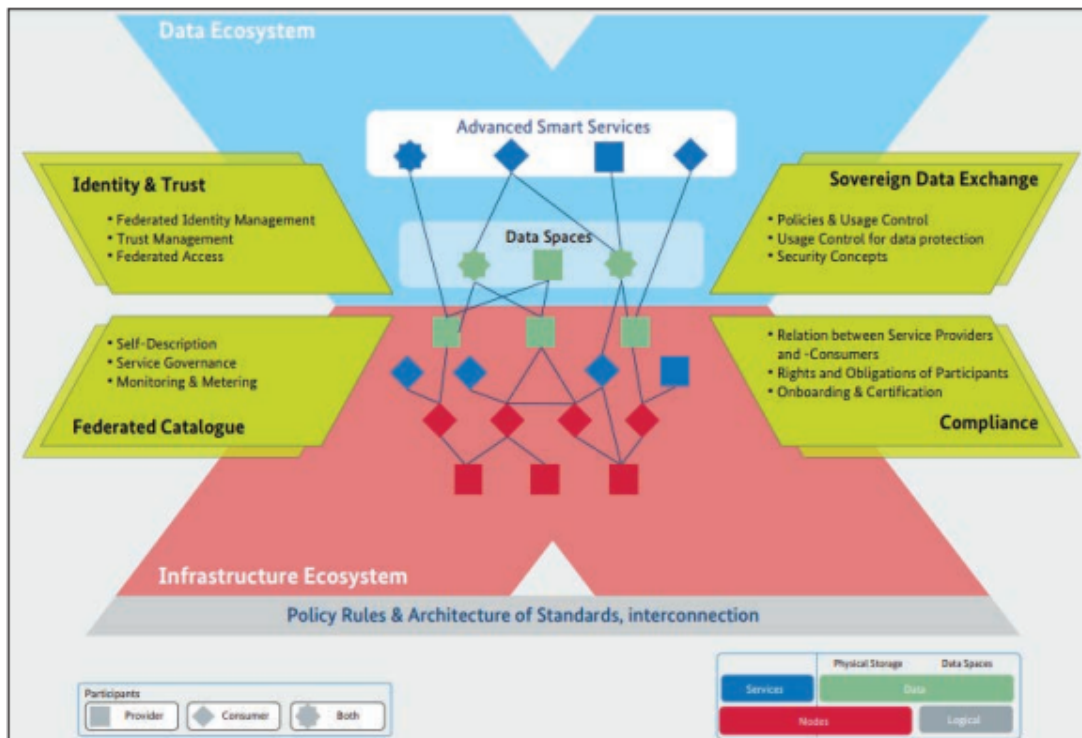 Data Ecosystem
Advanced Smart Services
Identity & Trust
• Federated Identity Management
• Trust Management
• Federated Access
Sovereign Data Exchange
• Policies & Usage Control
• Usage Control for data protection
• Security Concepts
Data Spaces
• Self-Description
• Service Governance
• Monitoring & Metering
Federated Catalogue
• Relation between Service Providers
and -Consumers
• Rights and Obligations of Participants
• Onboarding & Certification
Compliance
Infrastructure Ecosystem
Policy Rules & Architecture of Standards, interconnection
Participants
Provider
Consumer
Both
Physical Storage
Data Spaces
Services
Data
Nodes
Logical